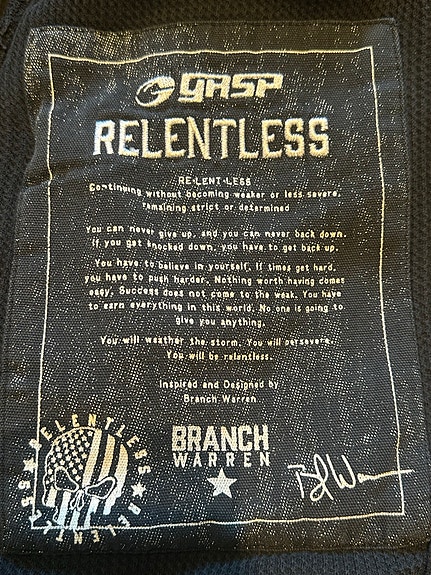 GASP
RELENTLESS
RE·LENT·LESS
Continuing without becoming weaker or less severe,
remaining strict or determined
You can never give up, and you can never back down.
If you get knocked down, you have to get back up.
You have to believe in yourself. If times get hard,
you have to push harder. Nothing worth having comes
easy. Success does not come to the weak. You have
to earn everything in this world. No one is going to
give you anything.
You will weather the storm. You will persevere.
You will be relentless.
Inspired and Designed by
Branch Warren
RELENTLESS ★ RELENTLESS ★
BRANCH
WARREN